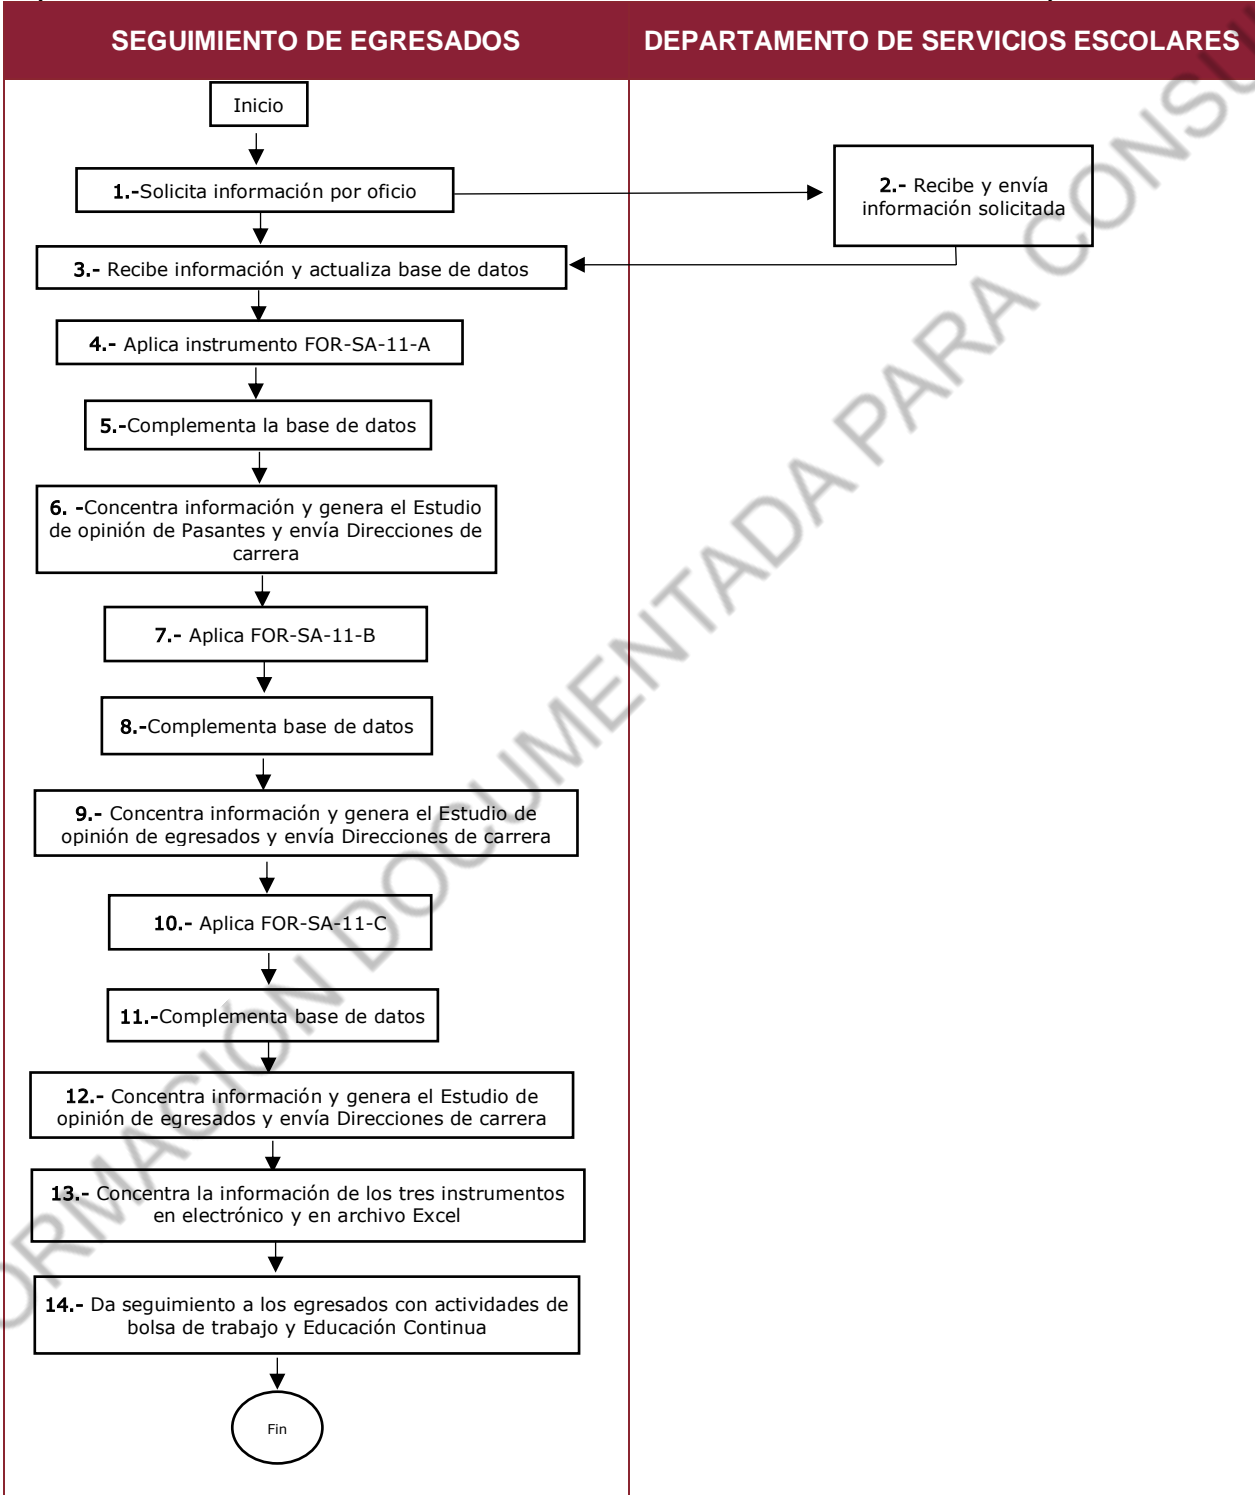 SEGUIMIENTO DE EGRESADOS
DEPARTAMENTO DE SERVICIOS ESCOLARES
Inicio
1.-Solicita información por oficio
2.- Recibe y envía
información solicitada
3.- Recibe información y actualiza base de datos
4.- Aplica instrumento FOR-SA-11-A
5.-Complementa la base de datos
6. -Concentra información y genera el Estudio
de opinión de Pasantes y envía Direcciones de
carrera
7.- Aplica FOR-SA-11-B
8.-Complementa base de datos
9.- Concentra información y genera el Estudio de
opinión de egresados y envía Direcciones de carrera
10.- Aplica FOR-SA-11-C
11.-Complementa base de datos
12.- Concentra información y genera el Estudio de
opinión de egresados y envía Direcciones de carrera
13.- Concentra la información de los tres instrumentos
en electrónico y en archivo Excel
14.- Da seguimiento a los egresados con actividades de
bolsa de trabajo y Educación Continua
Fin
DOCUMENTADA PARA